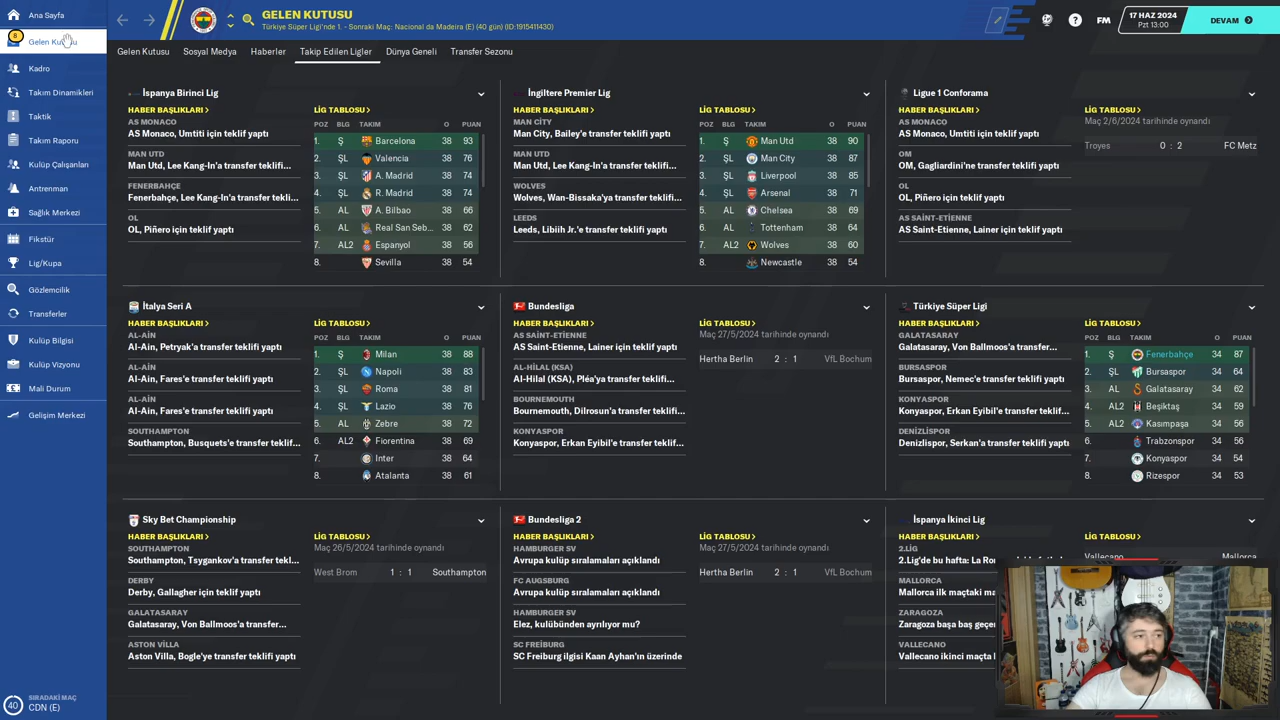 Ana Sayfa
8
Gelen Kutusu
Kadro
Takım Dinamikleri
Taktik
Takım Raporu
Kulüp Çalışanları
Antrenman
Sağlık Merkezi
Fikstür
Lig/Kupa
Gözlemcilik
Transferler
Kulüp Bilgisi
Kulüp Vizyonu
Mali Durum
Gelişim Merkezi
40
SIRADAKİ MAÇ
CDN (E)
GELEN KUTUSU
Türkiye Süper Ligi'nde 1. - Sonraki Maç: Nacional da Madeira (E) (40 gün) (ID:1915415430)
FM
17 HAZ 2024
Pzt 13:00
DEVAM
Gelen Kutusu
Sosyal Medya
Haberler
Takip Edilen Ligler
Dünya Geneli
Transfer Sezonu
İspanya Birinci Lig
HABER BAŞLIKLARI >
AS MONACO
AS Monaco, Umtiti için teklif yaptı
MAN UTD
Man Utd, Lee Kang-In'a transfer teklifi...
FENERBAHÇE
Fenerbahçe, Lee Kang-In'a transfer tekli...
OL
OL, Piñero için teklif yaptı
LİG TABLOSU >
POZ BLG TAKIM O PUAN
1. Ş Barcelona 38 93
2. ŞL Valencia 38 76
3. ŞL A. Madrid 38 74
4. ŞL R. Madrid 38 74
5. AL A. Bilbao 38 66
6. AL Real San Seb... 38 62
7. AL2 Espanyol 38 56
8. Sevilla 38 54
İngiltere Premier Lig
HABER BAŞLIKLARI >
MAN CITY
Man City, Bailey'e transfer teklifi yaptı
MAN UTD
Man Utd, Lee Kang-In'a transfer teklifi...
WOLVES
Wolves, Wan-Bissaka'ya transfer teklifi...
LEEDS
Leeds, Libiih Jr.'e transfer teklifi yaptı
LİG TABLOSU >
POZ BLG TAKIM O PUAN
1. Ş Man Utd 38 90
2. ŞL Man City 38 87
3. ŞL Liverpool 38 85
4. ŞL Arsenal 38 71
5. AL Chelsea 38 69
6. AL Tottenham 38 64
7. AL2 Wolves 38 60
8. Newcastle 38 54
Ligue 1 Conforama
HABER BAŞLIKLARI >
AS MONACO
AS Monaco, Umtiti için teklif yaptı
OM
OM, Gagliardini'ne transfer teklifi yaptı
OL
OL, Piñero için teklif yaptı
AS SAINT-ETIENNE
AS Saint-Etienne, Lainer için teklif yaptı
LİG TABLOSU >
Maç 2/6/2024 tarihinde oynandı
Troyes 0 : 2 FC Metz
İtalya Seri A
HABER BAŞLIKLARI >
AL-AİN
Al-Ain, Petryak'a transfer teklifi yaptı
AL-AİN
Al-Ain, Fares'e transfer teklifi yaptı
AL-AİN
Al-Ain, Fares'e transfer teklifi yaptı
SOUTHAMPTON
Southampton, Busquets'e transfer teklif...
LİG TABLOSU >
POZ BLG TAKIM O PUAN
1. Ş Milan 38 88
2. ŞL Napoli 38 83
3. ŞL Roma 38 81
4. ŞL Lazio 38 76
5. AL Zebre 38 72
6. AL2 Fiorentina 38 69
7. Inter 38 64
8. Atalanta 38 61
Bundesliga
HABER BAŞLIKLARI >
AS SAINT-ETIENNE
AS Saint-Etienne, Lainer için teklif yaptı
AL-HİLAL (KSA)
Al-Hilal (KSA), Pléa'ya transfer teklifi...
BOURNEMOUTH
Bournemouth, Dilrosun'a transfer teklifi...
KONYASPOR
Konyaspor, Erkan Eyibil'e transfer teklifi...
LİG TABLOSU >
Maç 27/5/2024 tarihinde oynandı
Hertha Berlin 2 : 1 VfL Bochum
Türkiye Süper Ligi
HABER BAŞLIKLARI >
GALATASARAY
Galatasaray, Von Ballmoos'a transfer...
BURSASPOR
Bursaspor, Nemec'e transfer teklifi yaptı
KONYASPOR
Konyaspor, Erkan Eyibil'e transfer teklif...
DENİZLİSPOR
Denizlispor, Serkan'a transfer teklifi yaptı
LİG TABLOSU >
POZ BLG TAKIM O PUAN
1. Ş Fenerbahçe 34 87
2. ŞL Bursaspor 34 64
3. AL Galatasaray 34 62
4. AL2 Beşiktaş 34 59
5. AL2 Kasımpaşa 34 56
6. Trabzonspor 34 56
7. Konyaspor 34 54
8. Rizespor 34 53
Sky Bet Championship
HABER BAŞLIKLARI >
SOUTHAMPTON
Southampton, Tsygankov'a transfer tekl...
DERBY
Derby, Gallagher için teklif yaptı
GALATASARAY
Galatasaray, Von Ballmoos'a transfer...
ASTON VILLA
Aston Villa, Bogle'ye transfer teklifi yaptı
LİG TABLOSU >
Maç 26/5/2024 tarihinde oynandı
West Brom 1 : 1 Southampton
Bundesliga 2
HABER BAŞLIKLARI >
HAMBURGER SV
Avrupa kulüp sıralamaları açıklandı
FC AUGSBURG
Avrupa kulüp sıralamaları açıklandı
HAMBURGER SV
Elez, kulübünden ayrılıyor mu?
SC FREIBURG
SC Freiburg ilgisi Kaan Ayhan'ın üzerinde
LİG TABLOSU >
Maç 27/5/2024 tarihinde oynandı
Hertha Berlin 2 : 1 VfL Bochum
İspanya İkinci Lig
HABER BAŞLIKLARI >
2.LİG
2.Lig'de bu hafta: La
MALLORCA
Mallorca ilk maçtaki
ZARAGOZA
Zaragoza başa baş
VALLECANO
Vallecano ikinci maçta
LİG TABLOSU >
Vallecano Mallorca